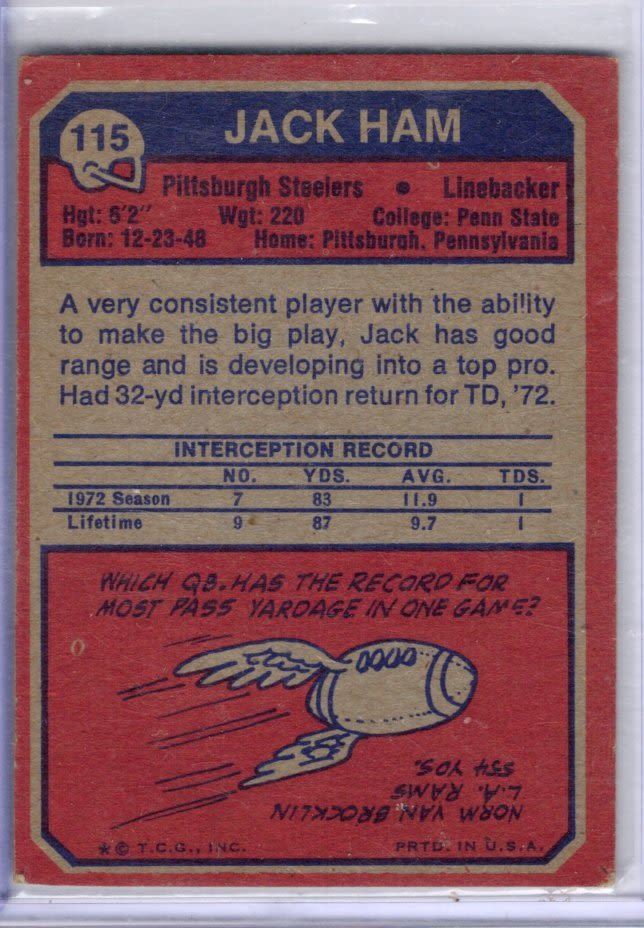 115
JACK HAM
Pittsburgh Steelers • Linebacker
Hgt: 6'2" Wgt: 220 College: Penn State
Born: 12-23-48 Home: Pittsburgh, Pennsylvania
A very consistent player with the ability
to make the big play, Jack has good
range and is developing into a top pro.
Had 32-yd interception return for TD, '72.
INTERCEPTION RECORD
NO. YDS. AVG. TDS.
1972 Season 7 83 11.9 1
Lifetime 9 87 9.7 1
WHICH QB. HAS THE RECORD FOR
MOST PASS YARDAGE IN ONE GAME?
NORM VAN BROCKLIN
L.A. RAMS
554 YDS.
* © T.C.G., INC. PRTD. IN U.S.A.